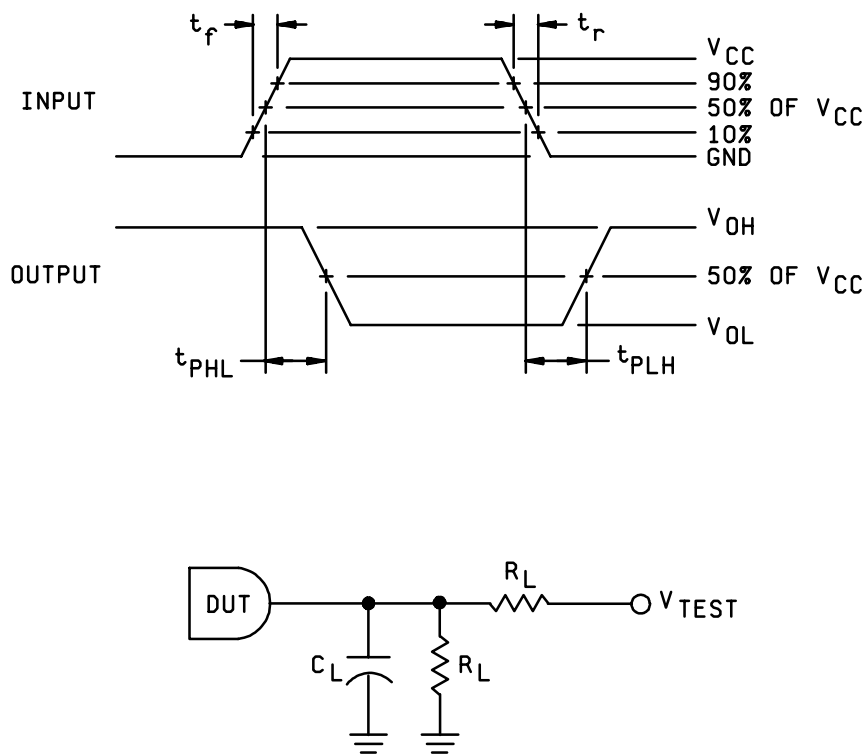 t_f
t_r
INPUT
V_CC
90%
50% OF V_CC
10%
GND
OUTPUT
V_OH
50% OF V_CC
V_OL
t_PHL
t_PLH
DUT
R_L
V_TEST
C_L
R_L